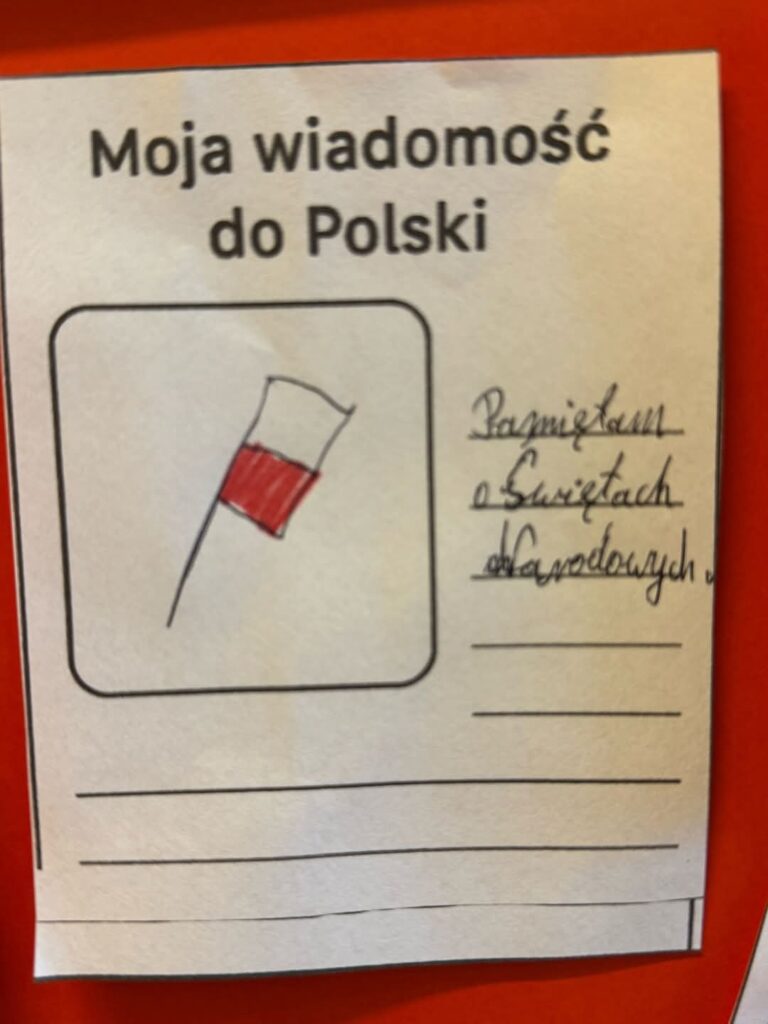 Moja wiadomość
do Polski
Pamiętam
o Świętach
Narodowych.